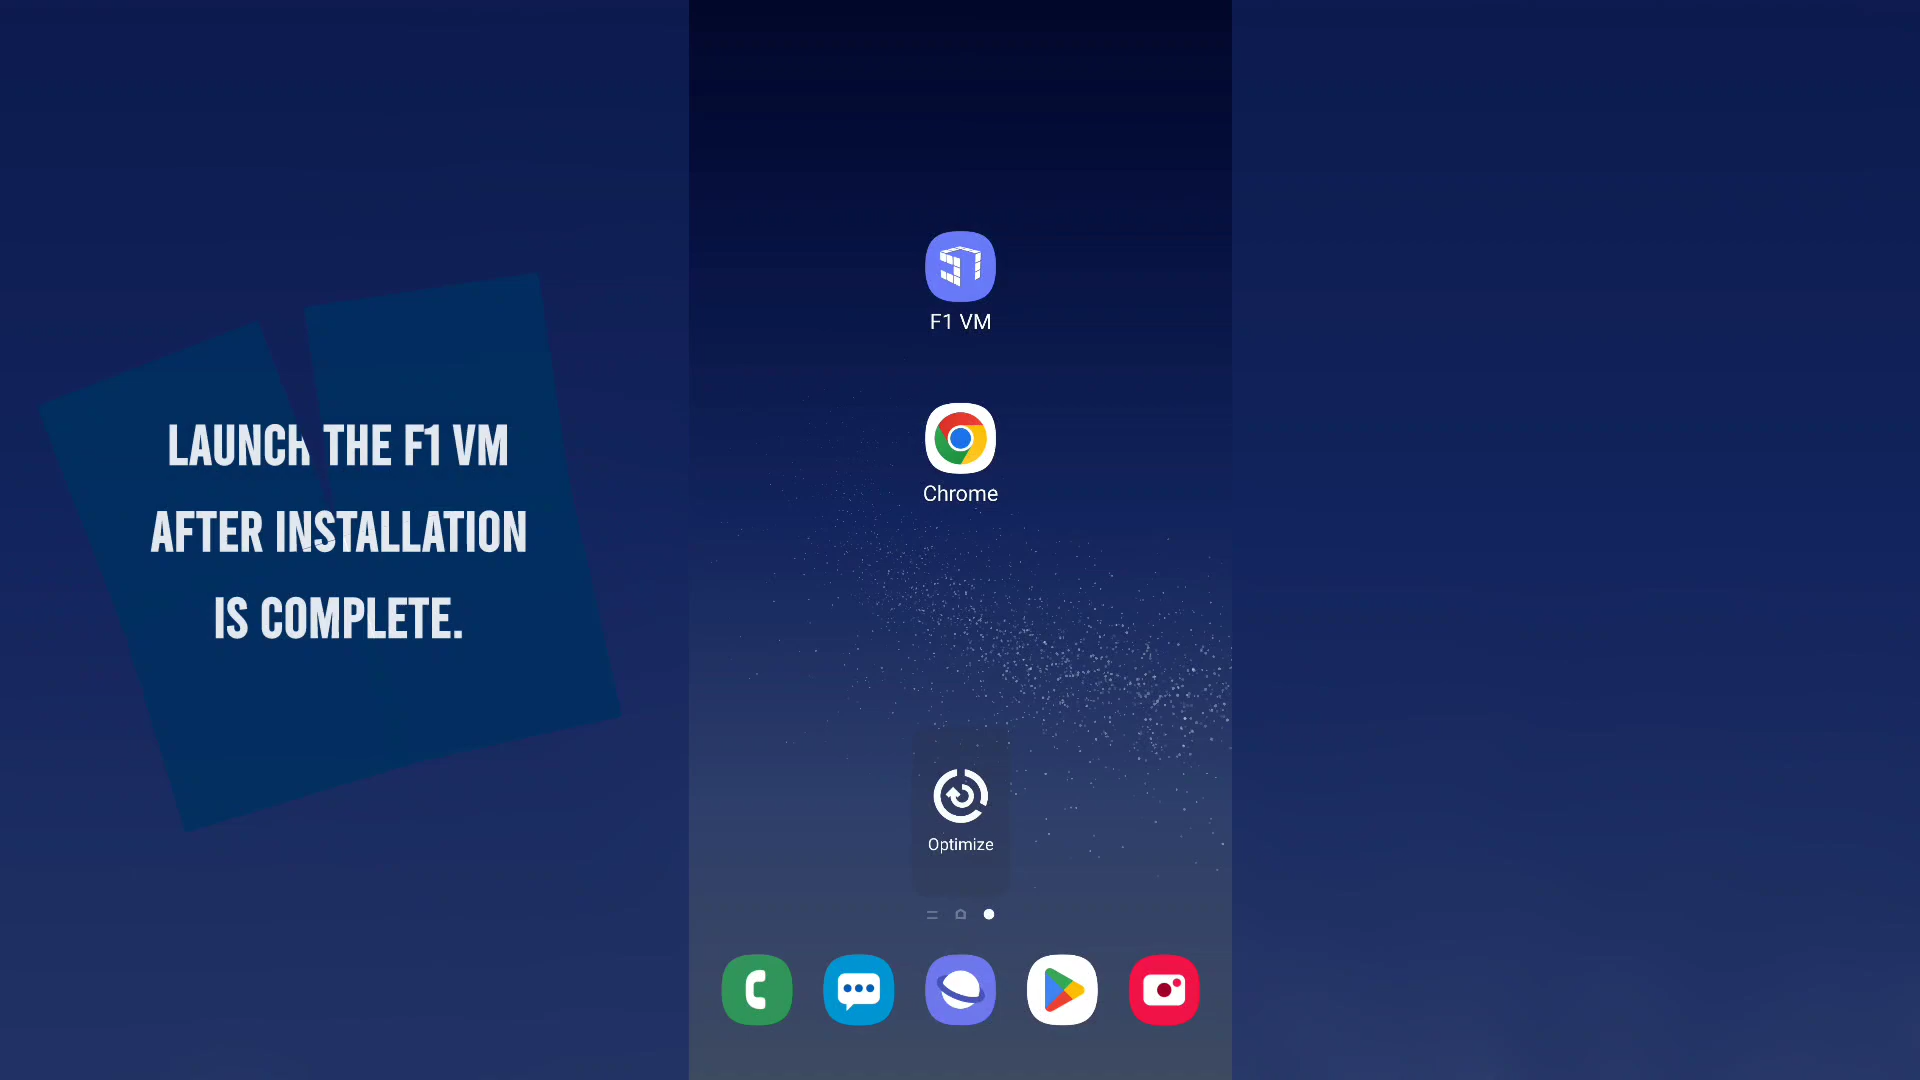 LAUNCH THE F1 VM
AFTER INSTALLATION
IS COMPLETE.
F1 VM
Chrome
Optimize